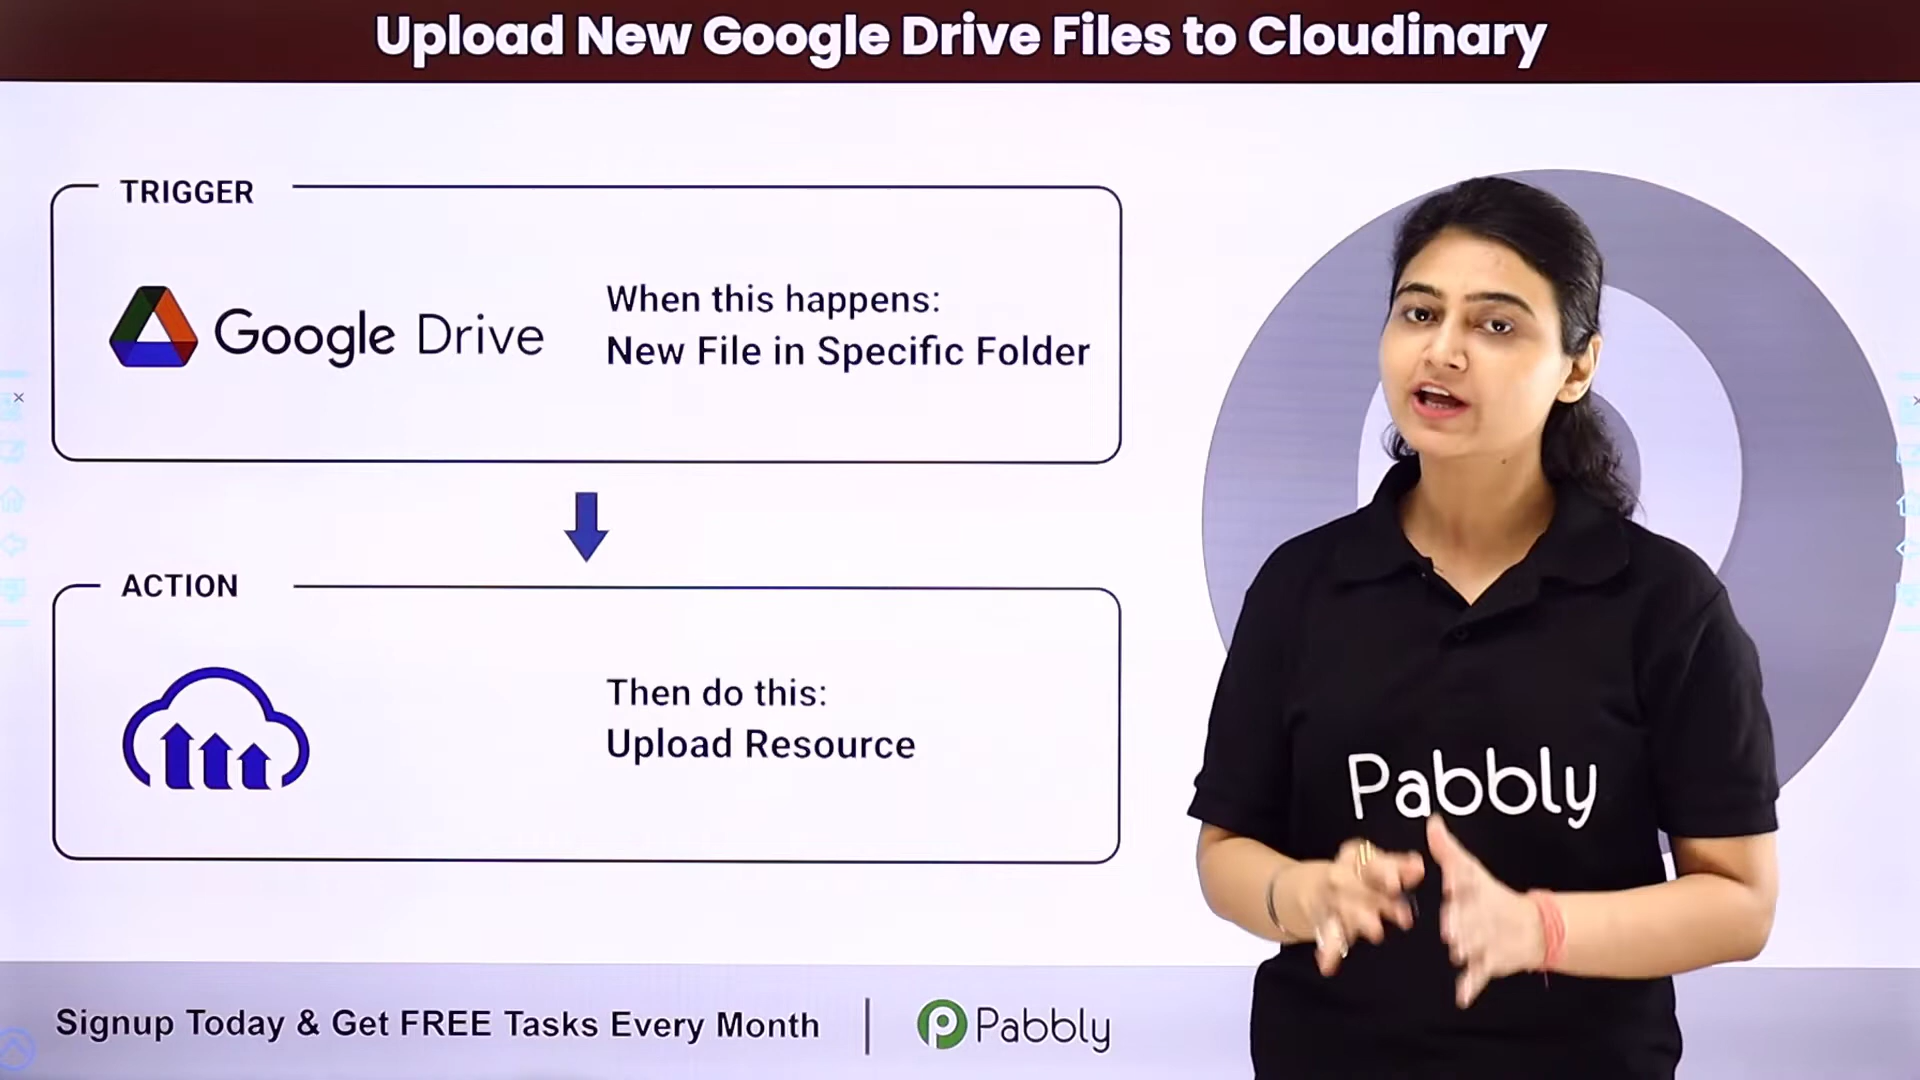 Upload New Google Drive Files to Cloudinary
TRIGGER
Google Drive
When this happens:
New File in Specific Folder
ACTION
Then do this:
Upload Resource
Pabbly
Signup Today & Get FREE Tasks Every Month
Pabbly